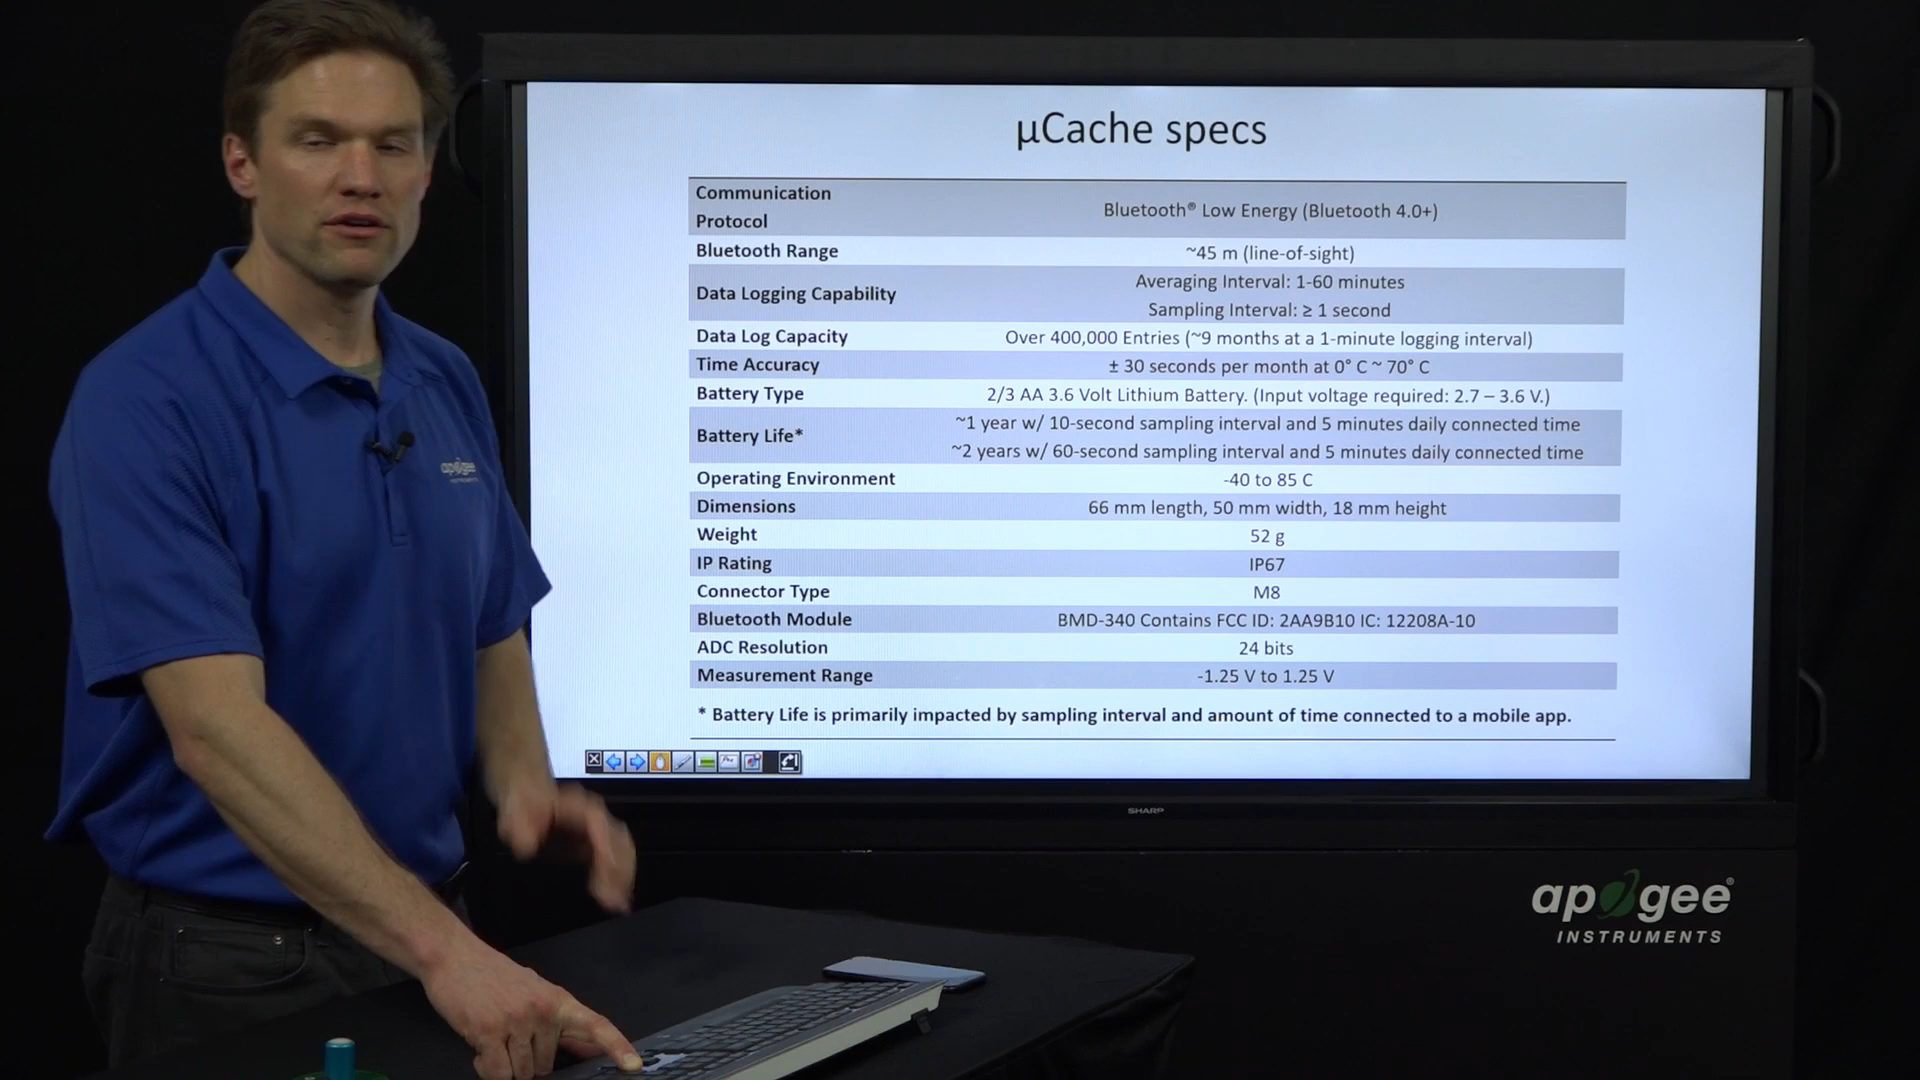 µCache specs
Communication
Protocol
Bluetooth® Low Energy (Bluetooth 4.0+)
Bluetooth Range
~45 m (line-of-sight)
Data Logging Capability
Averaging Interval: 1-60 minutes
Sampling Interval: ≥ 1 second
Data Log Capacity
Over 400,000 Entries (~9 months at a 1-minute logging interval)
Time Accuracy
± 30 seconds per month at 0° C ~ 70° C
Battery Type
2/3 AA 3.6 Volt Lithium Battery. (Input voltage required: 2.7 – 3.6 V.)
Battery Life*
~1 year w/ 10-second sampling interval and 5 minutes daily connected time
~2 years w/ 60-second sampling interval and 5 minutes daily connected time
Operating Environment
-40 to 85 C
Dimensions
66 mm length, 50 mm width, 18 mm height
Weight
52 g
IP Rating
IP67
Connector Type
M8
Bluetooth Module
BMD-340 Contains FCC ID: 2AA9B10 IC: 12208A-10
ADC Resolution
24 bits
Measurement Range
-1.25 V to 1.25 V
* Battery Life is primarily impacted by sampling interval and amount of time connected to a mobile app.
SHARP
apogee®
INSTRUMENTS
apogee
INSTRUMENTS